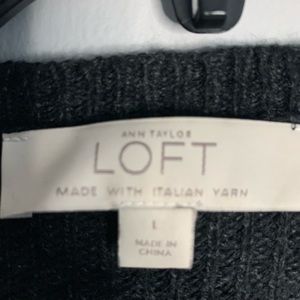 ANN TAYLOR
LOFT
MADE WITH ITALIAN YARN
L
MADE IN
CHINA